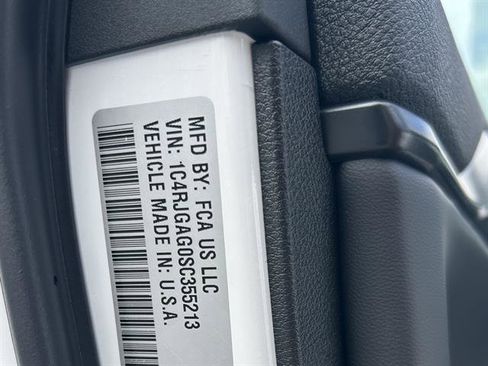 MFD BY: FCA US LLC
VIN: 1C4RJGAG0SC355213
VEHICLE MADE IN: U.S.A.